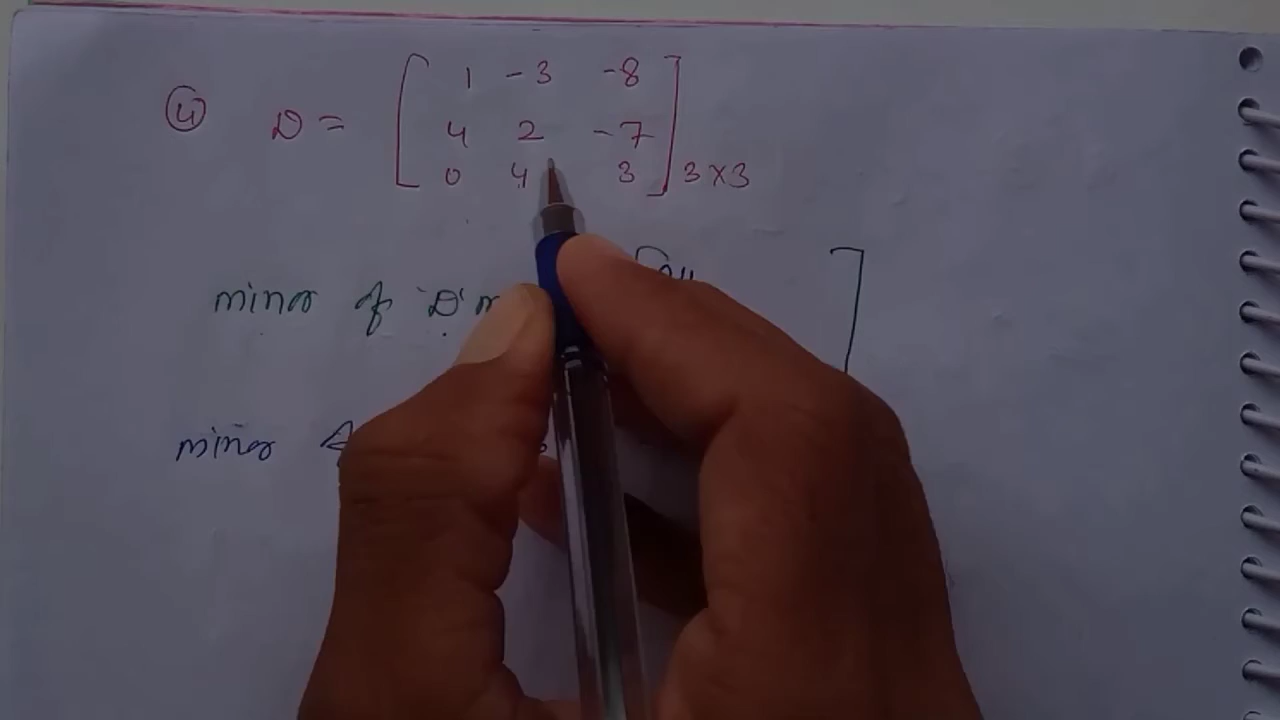 ④ D = [ 1 -3 -8
4 2 -7
0 4 3 ] 3×3
minor of 'D'
minor